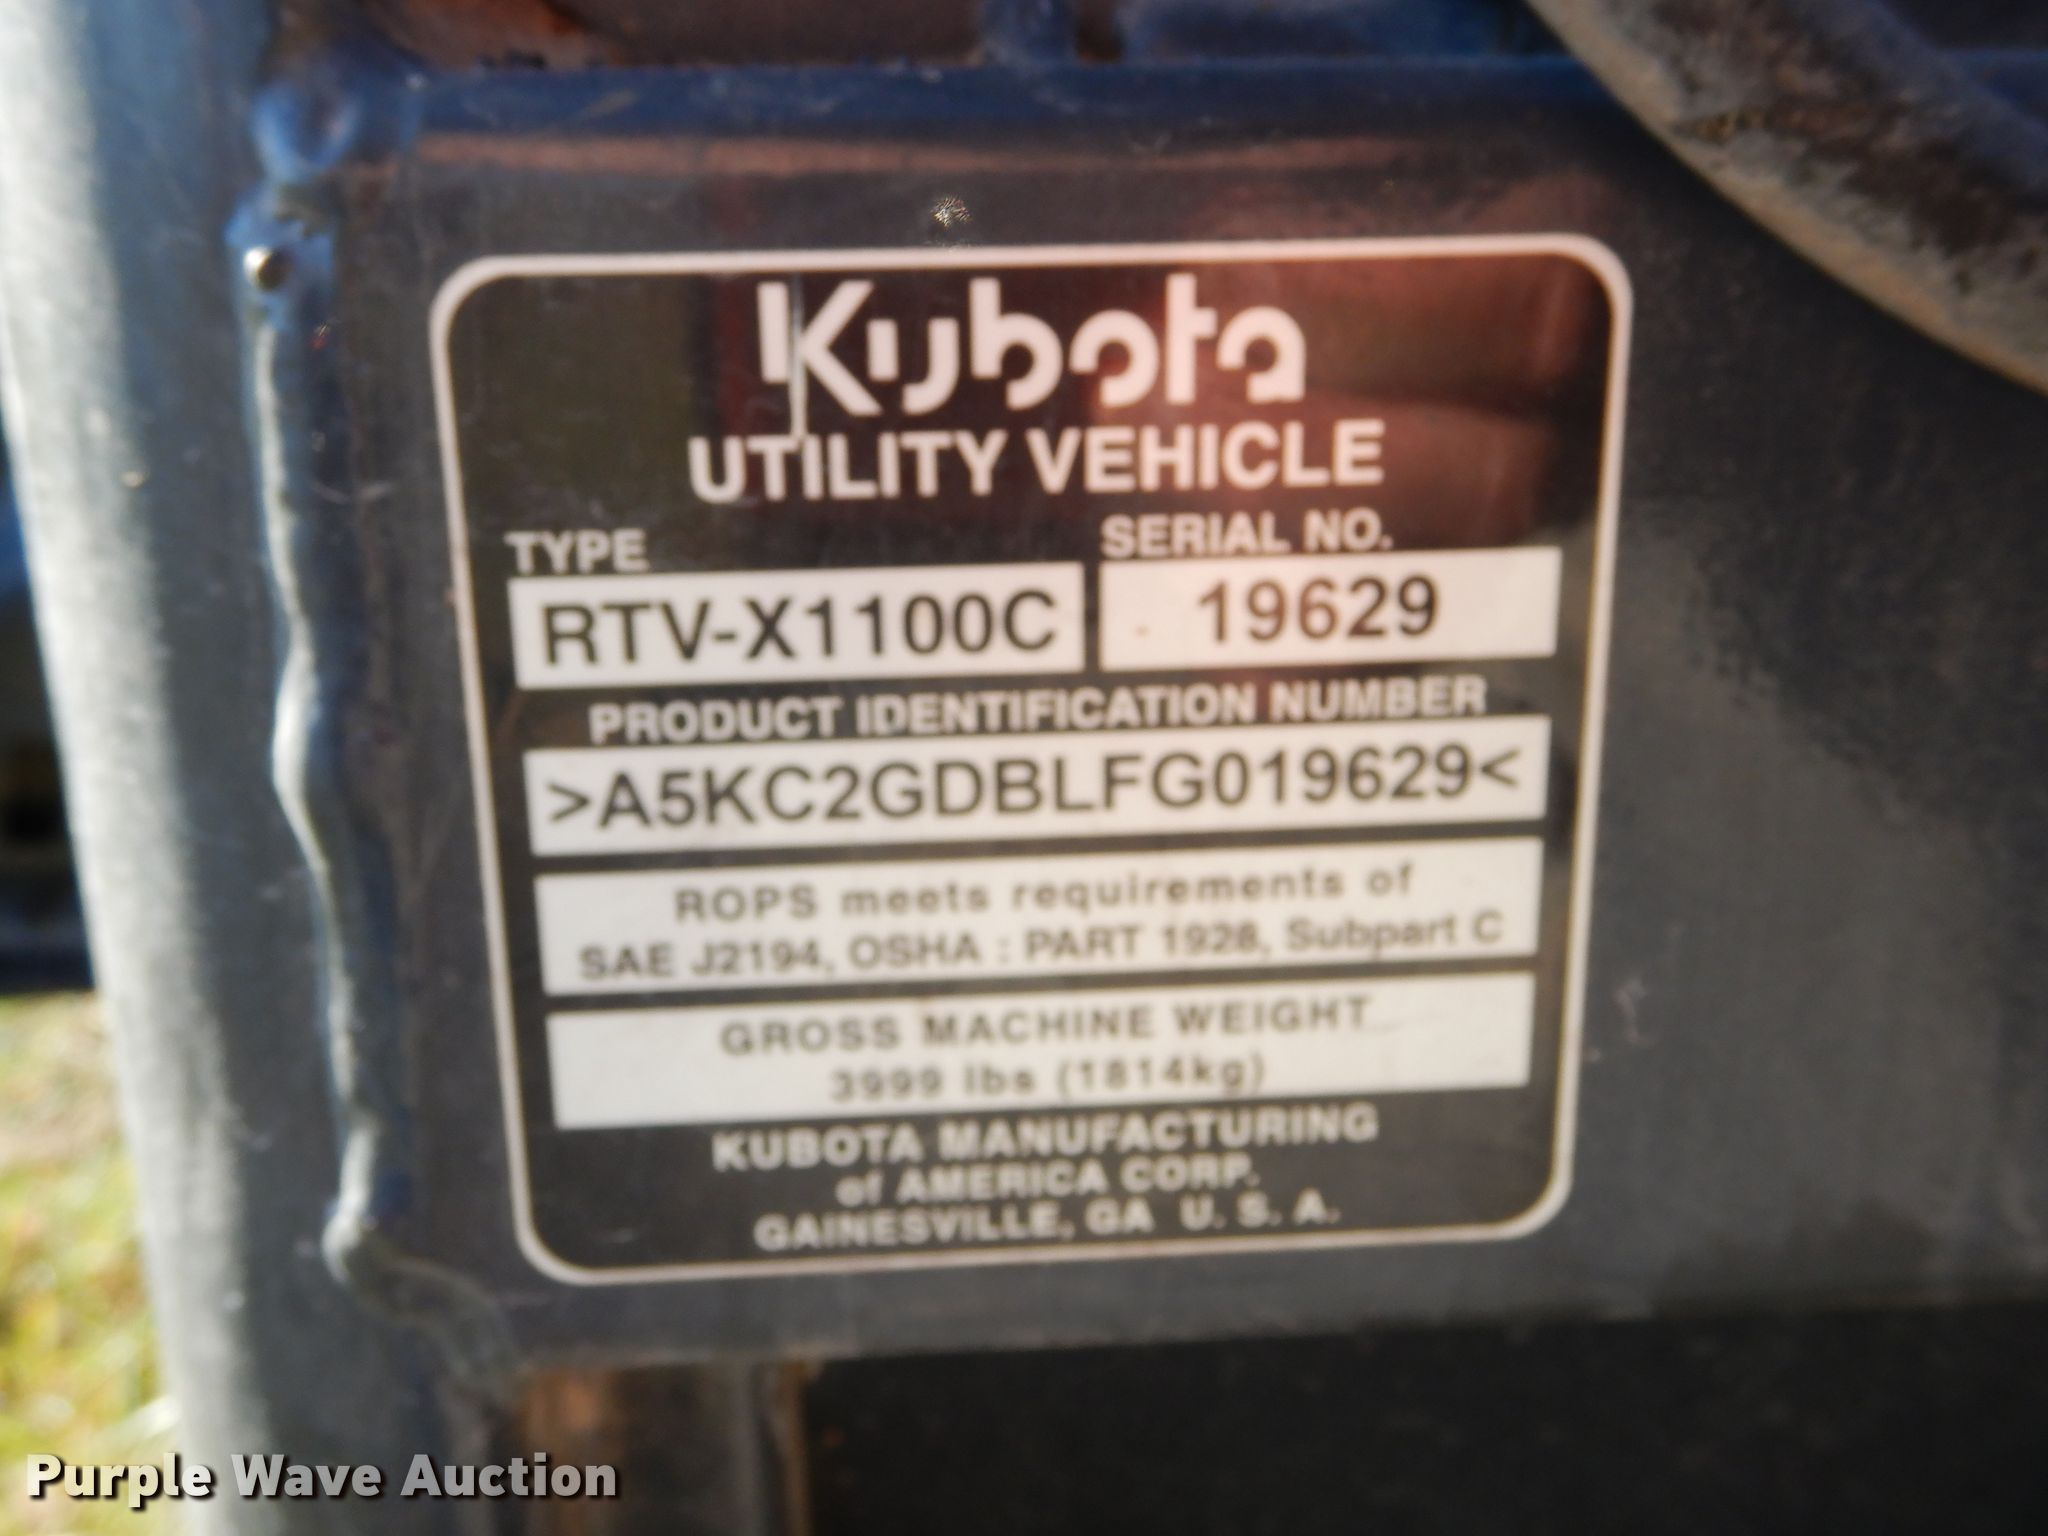 Kubota
UTILITY VEHICLE
TYPE SERIAL NO.
RTV-X1100C 19629
PRODUCT IDENTIFICATION NUMBER
>A5KC2GDBLFG019629<
ROPS meets requirements of
SAE J2194, OSHA : PART 1928, Subpart C
GROSS MACHINE WEIGHT
3999 lbs (1814kg)
KUBOTA MANUFACTURING
of AMERICA CORP.
GAINESVILLE, GA U. S. A.
Purple Wave Auction